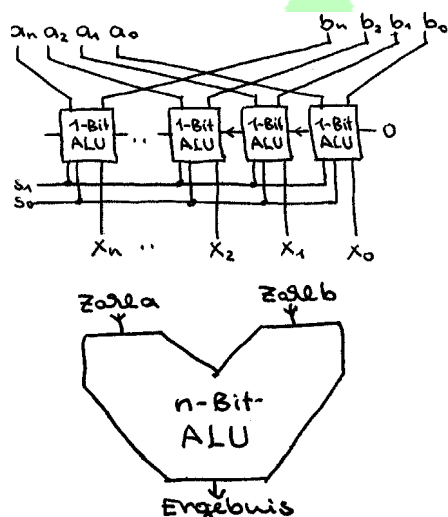 an a2 a1 a0 bn b2 b1 b0
1-Bit ALU .. 1-Bit ALU 1-Bit ALU 1-Bit ALU 0
s1
s0
xn .. x2 x1 x0
Zahl a Zahl b
n-Bit-
ALU
Ergebnis